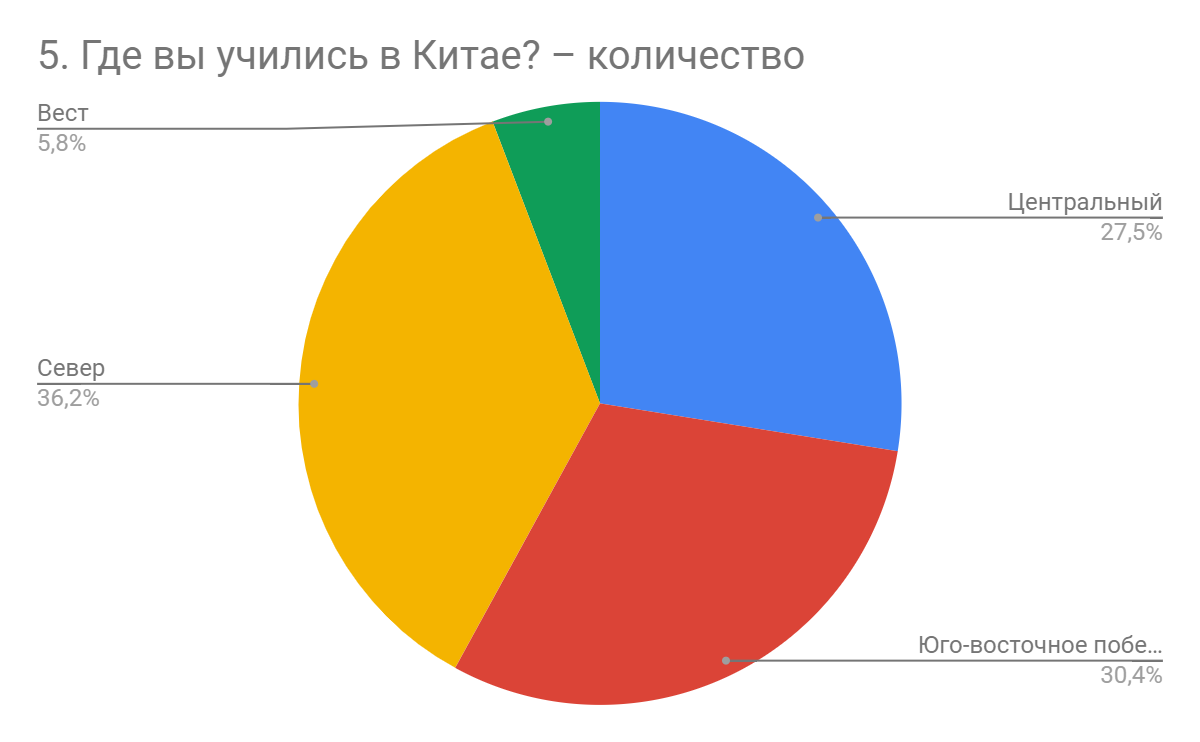 5. Где вы учились в Китае? – количество
Вест
5,8%
Центральный
27,5%
Север
36,2%
Юго-восточное побе...
30,4%